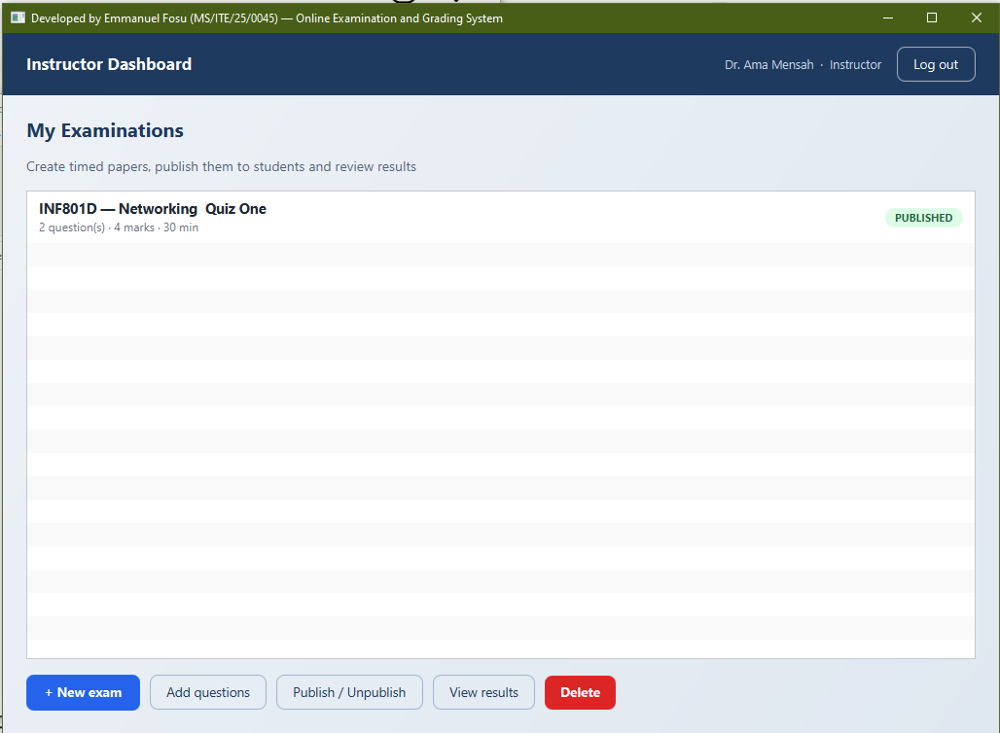 Developed by Emmanuel Fosu (MS/ITE/25/0045) — Online Examination and Grading System
Instructor Dashboard
Dr. Ama Mensah · Instructor
Log out
My Examinations
Create timed papers, publish them to students and review results
INF801D — Networking  Quiz One
2 question(s) · 4 marks · 30 min
PUBLISHED
+ New exam
Add questions
Publish / Unpublish
View results
Delete